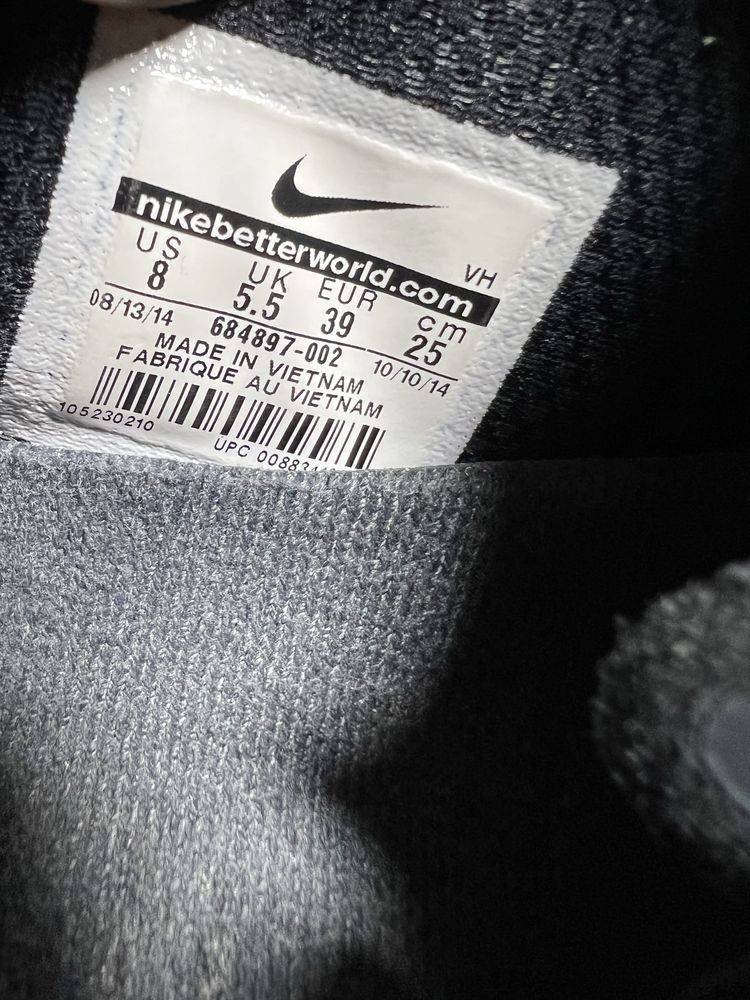 nikebetterworld.com
VH
US UK EUR cm
8 5.5 39 25
08/13/14 684897-002 10/10/14
MADE IN VIETNAM
FABRIQUE AU VIETNAM
105230210
UPC